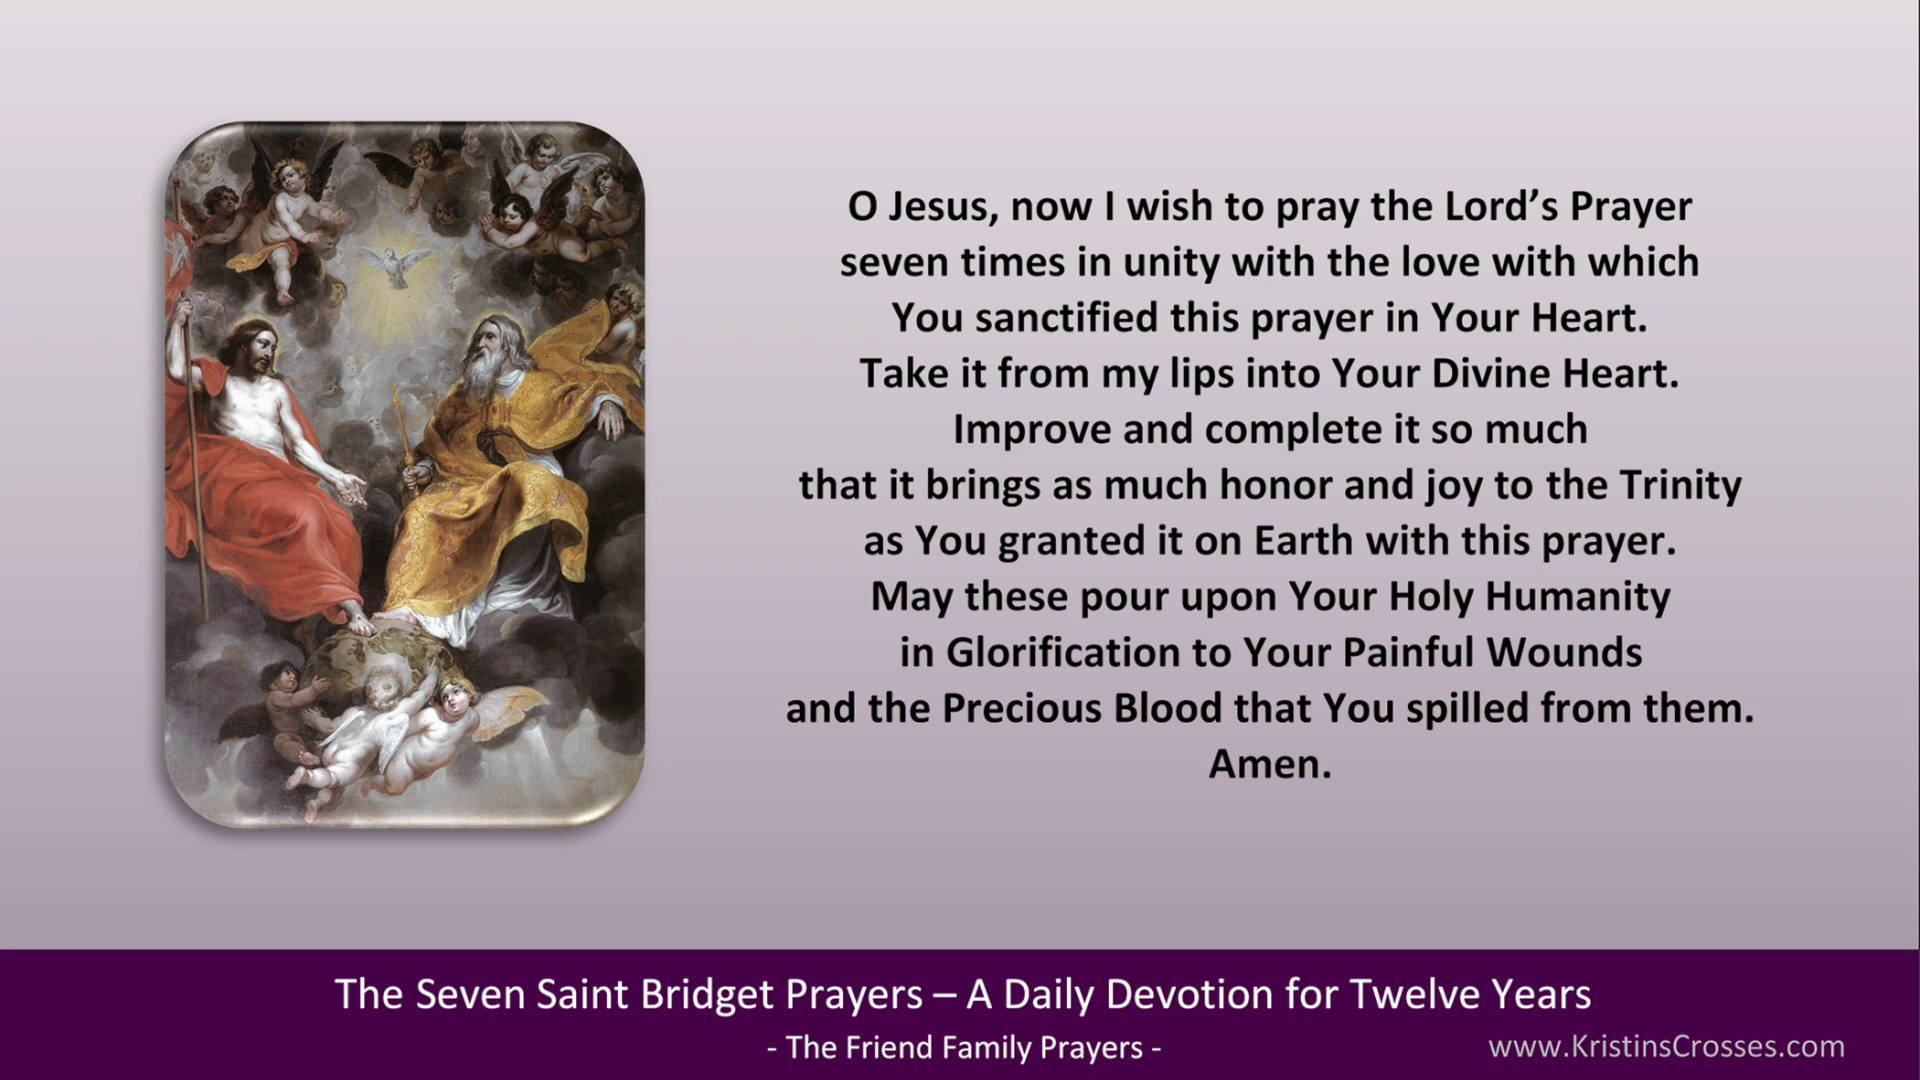 O Jesus, now I wish to pray the Lord’s Prayer
seven times in unity with the love with which
You sanctified this prayer in Your Heart.
Take it from my lips into Your Divine Heart.
Improve and complete it so much
that it brings as much honor and joy to the Trinity
as You granted it on Earth with this prayer.
May these pour upon Your Holy Humanity
in Glorification to Your Painful Wounds
and the Precious Blood that You spilled from them.
Amen.
The Seven Saint Bridget Prayers – A Daily Devotion for Twelve Years
- The Friend Family Prayers -
www.KristinsCrosses.com